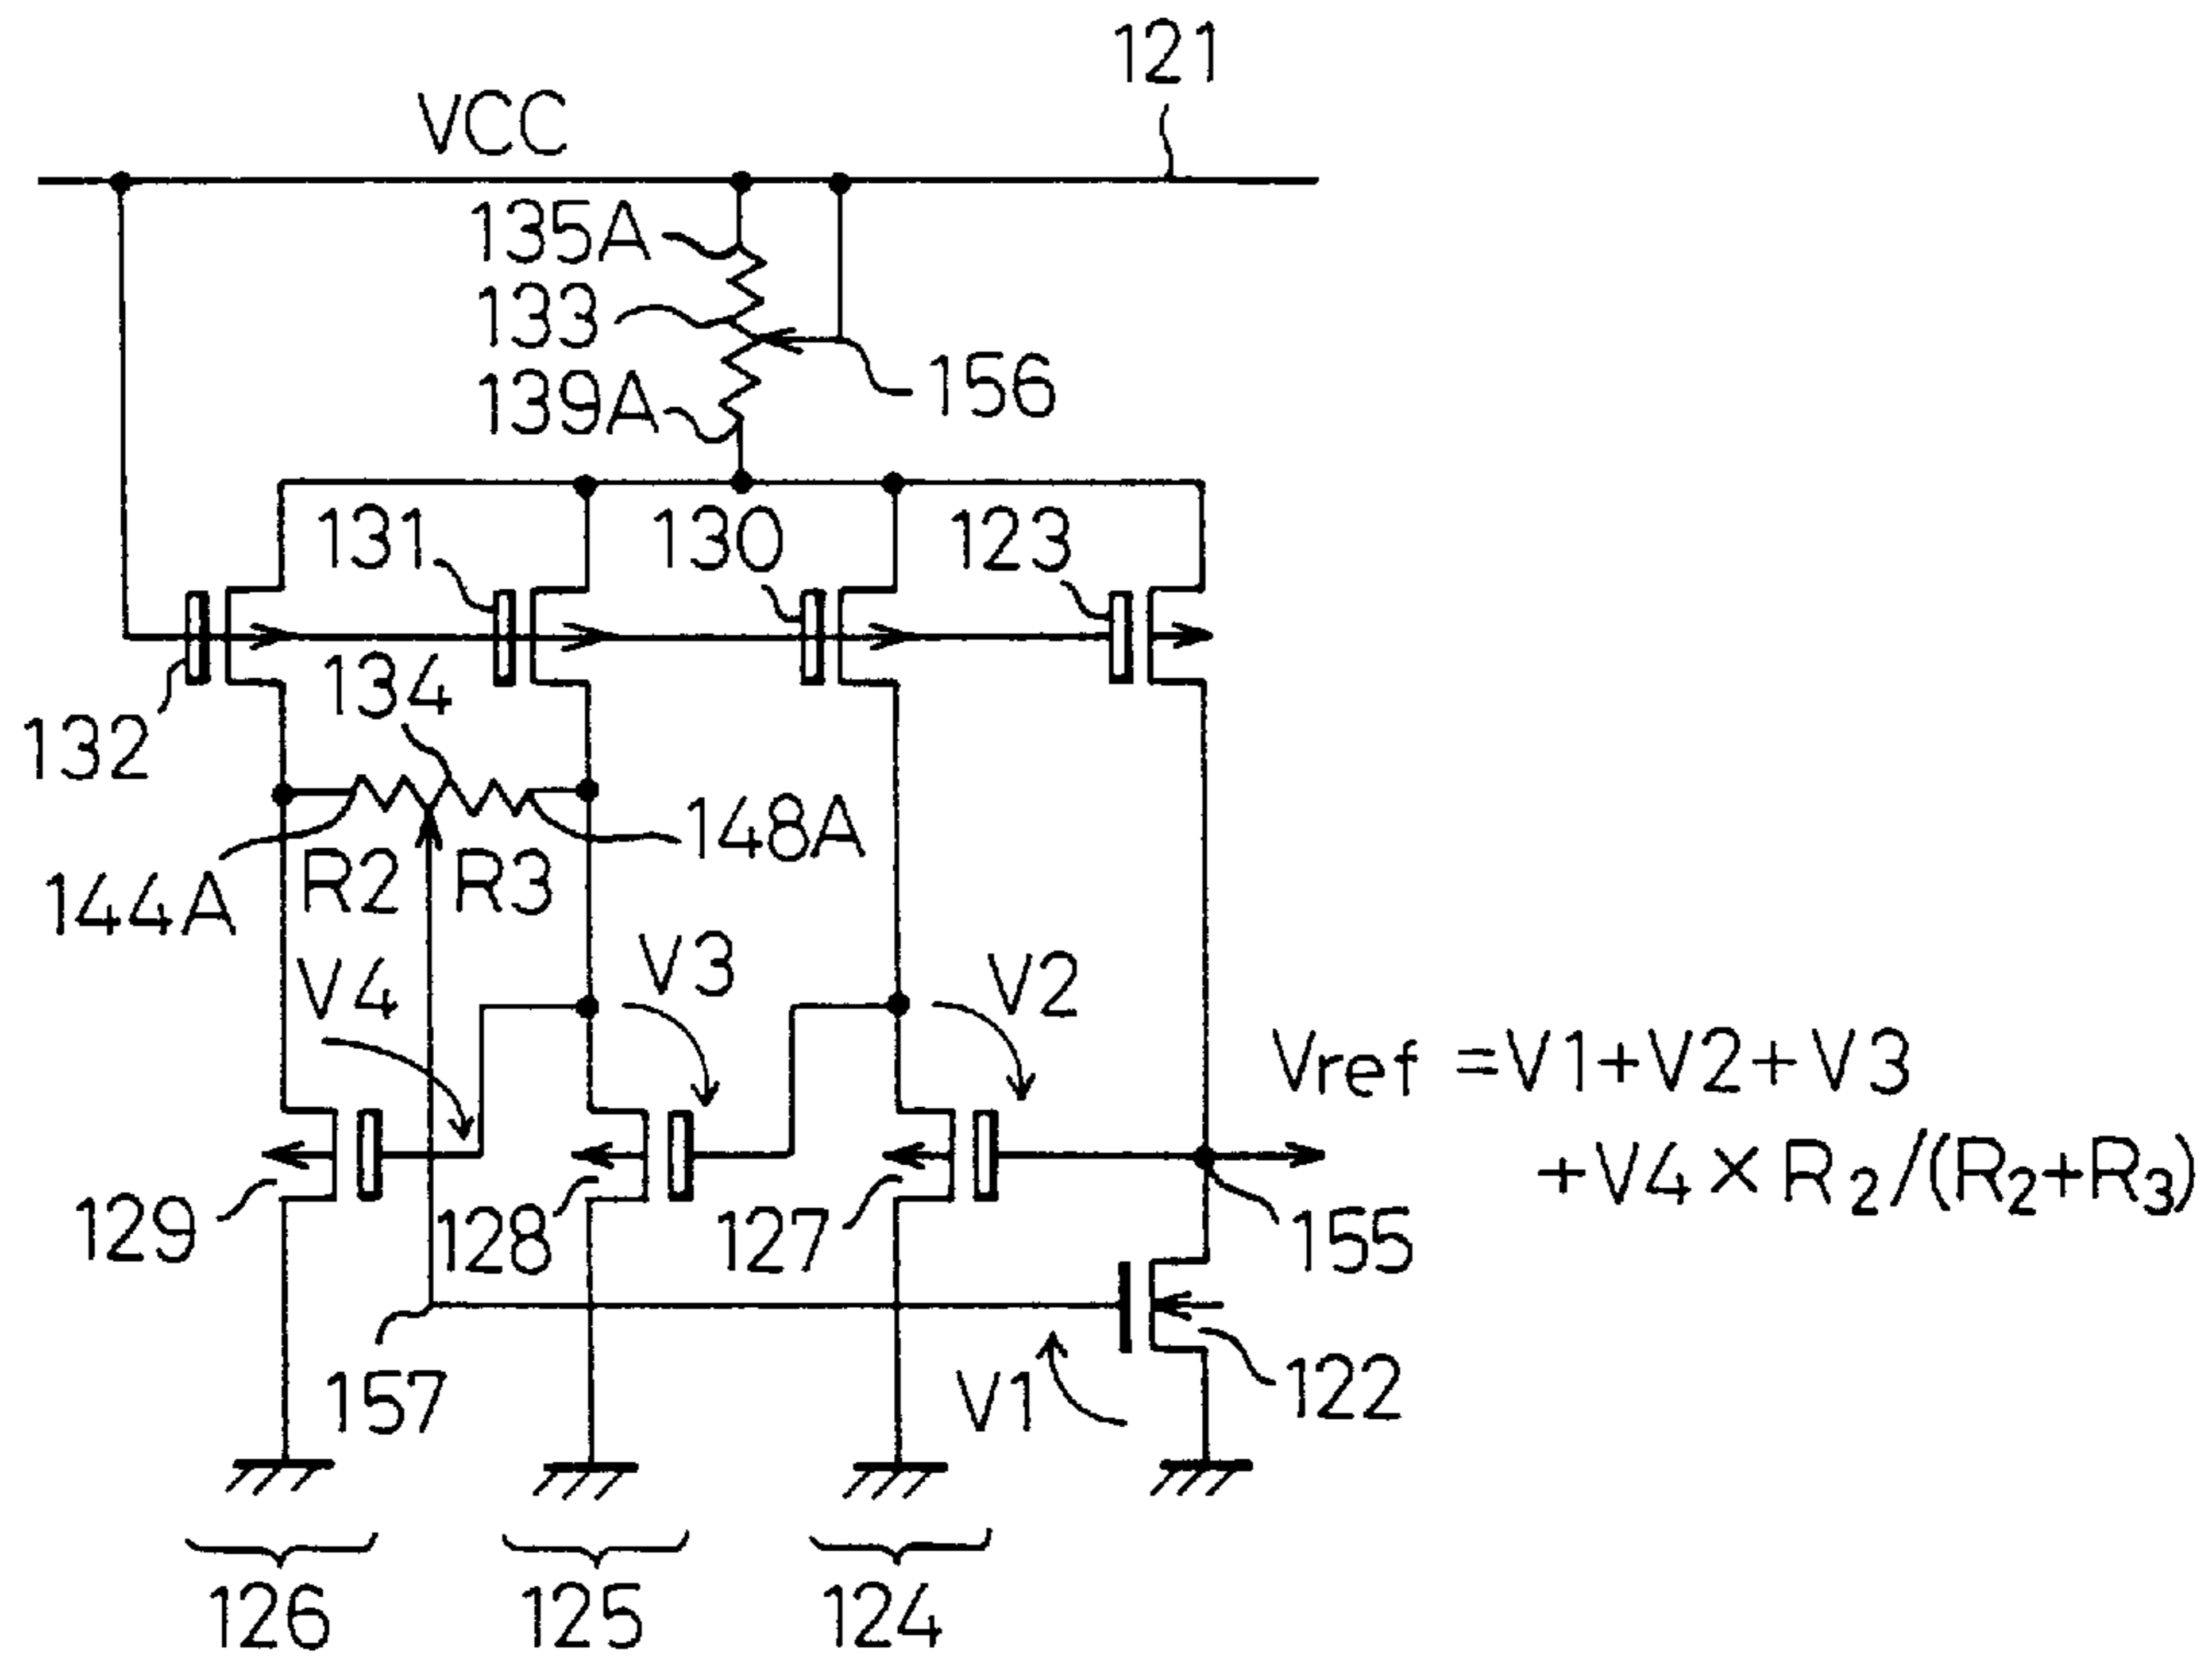 121
VCC
135A
133
139A
156
131
130
123
132
134
144A
R2
R3
148A
V4
V3
V2
Vref =V1+V2+V3
+V4×R2/(R2+R3)
129
128
127
155
157
V1
122
126
125
124